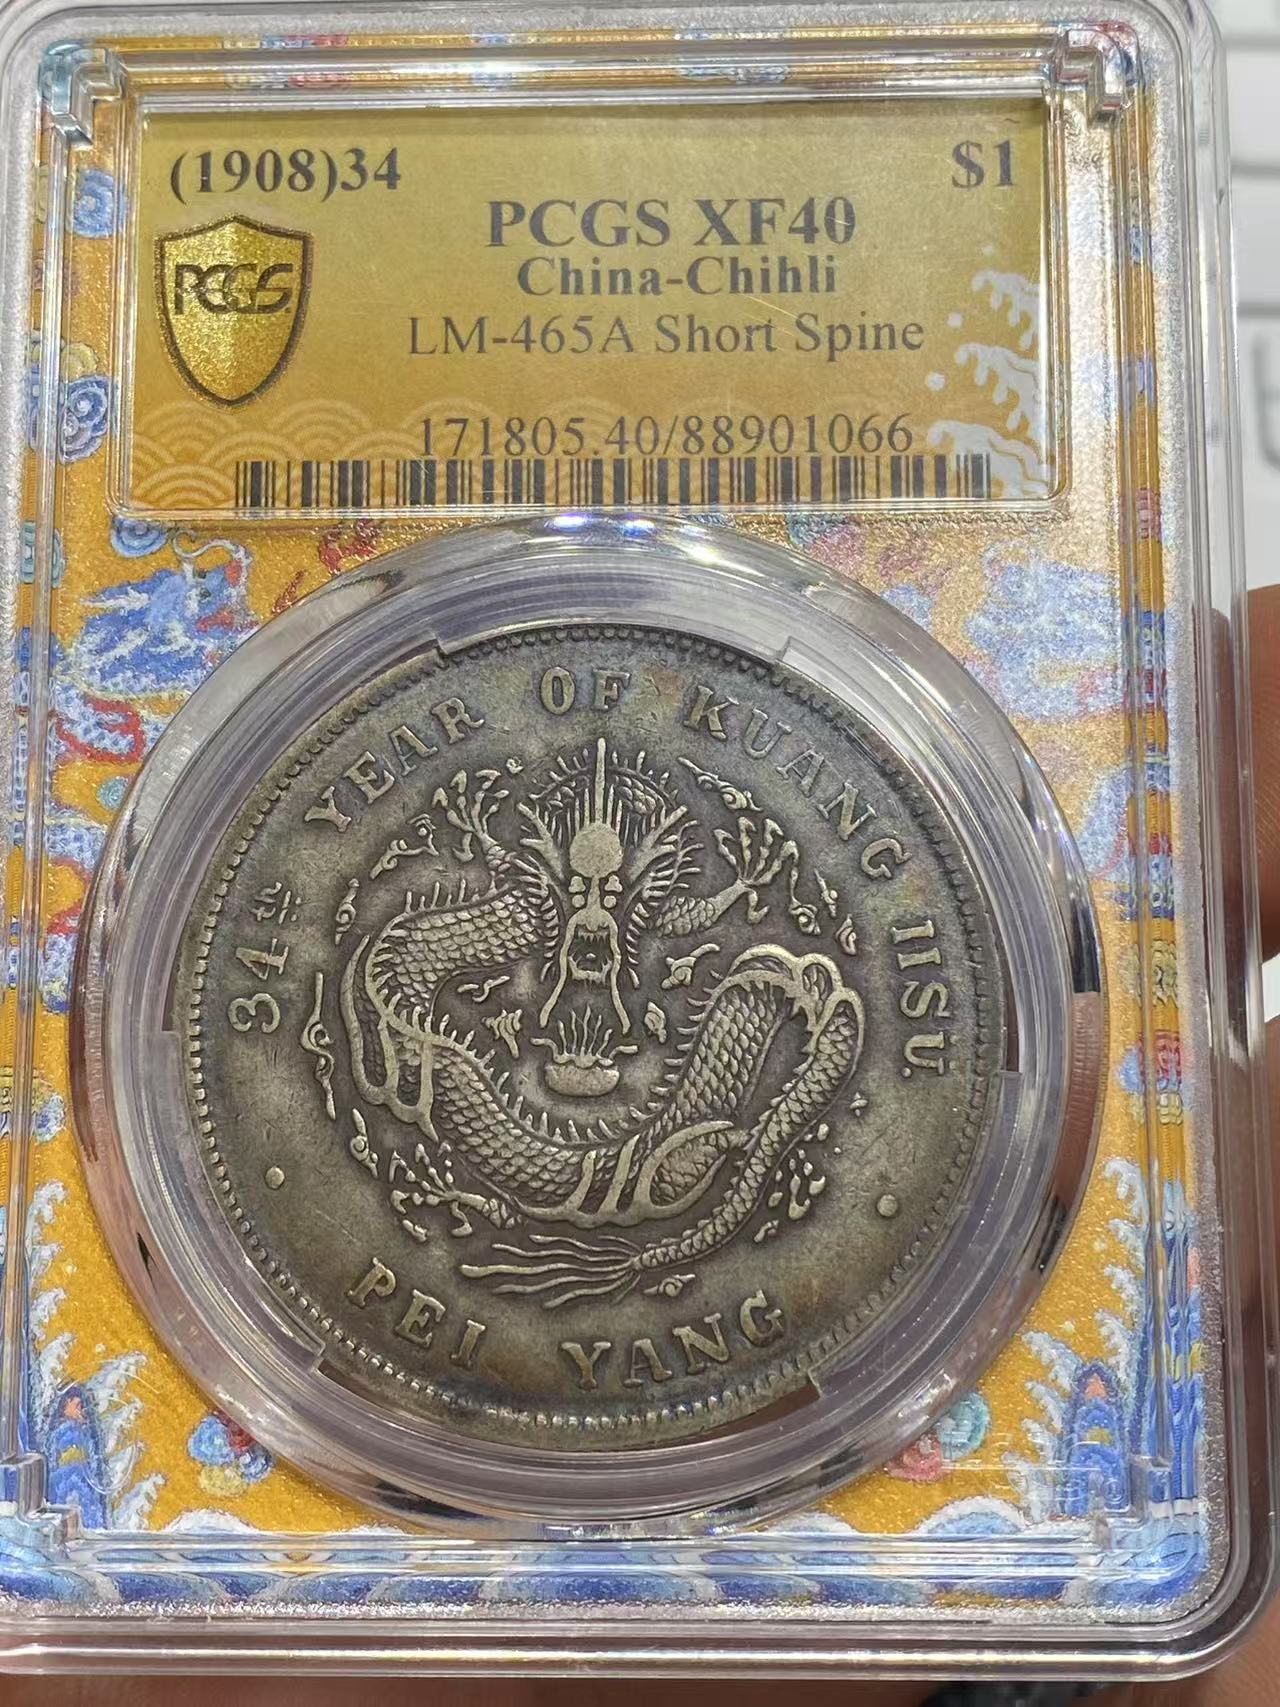 (1908)34 $1
PCGS XF40
China-Chihli
PCGS
LM-465A Short Spine
171805.40/88901066
34th YEAR OF KUANG HSU.
PEI YANG